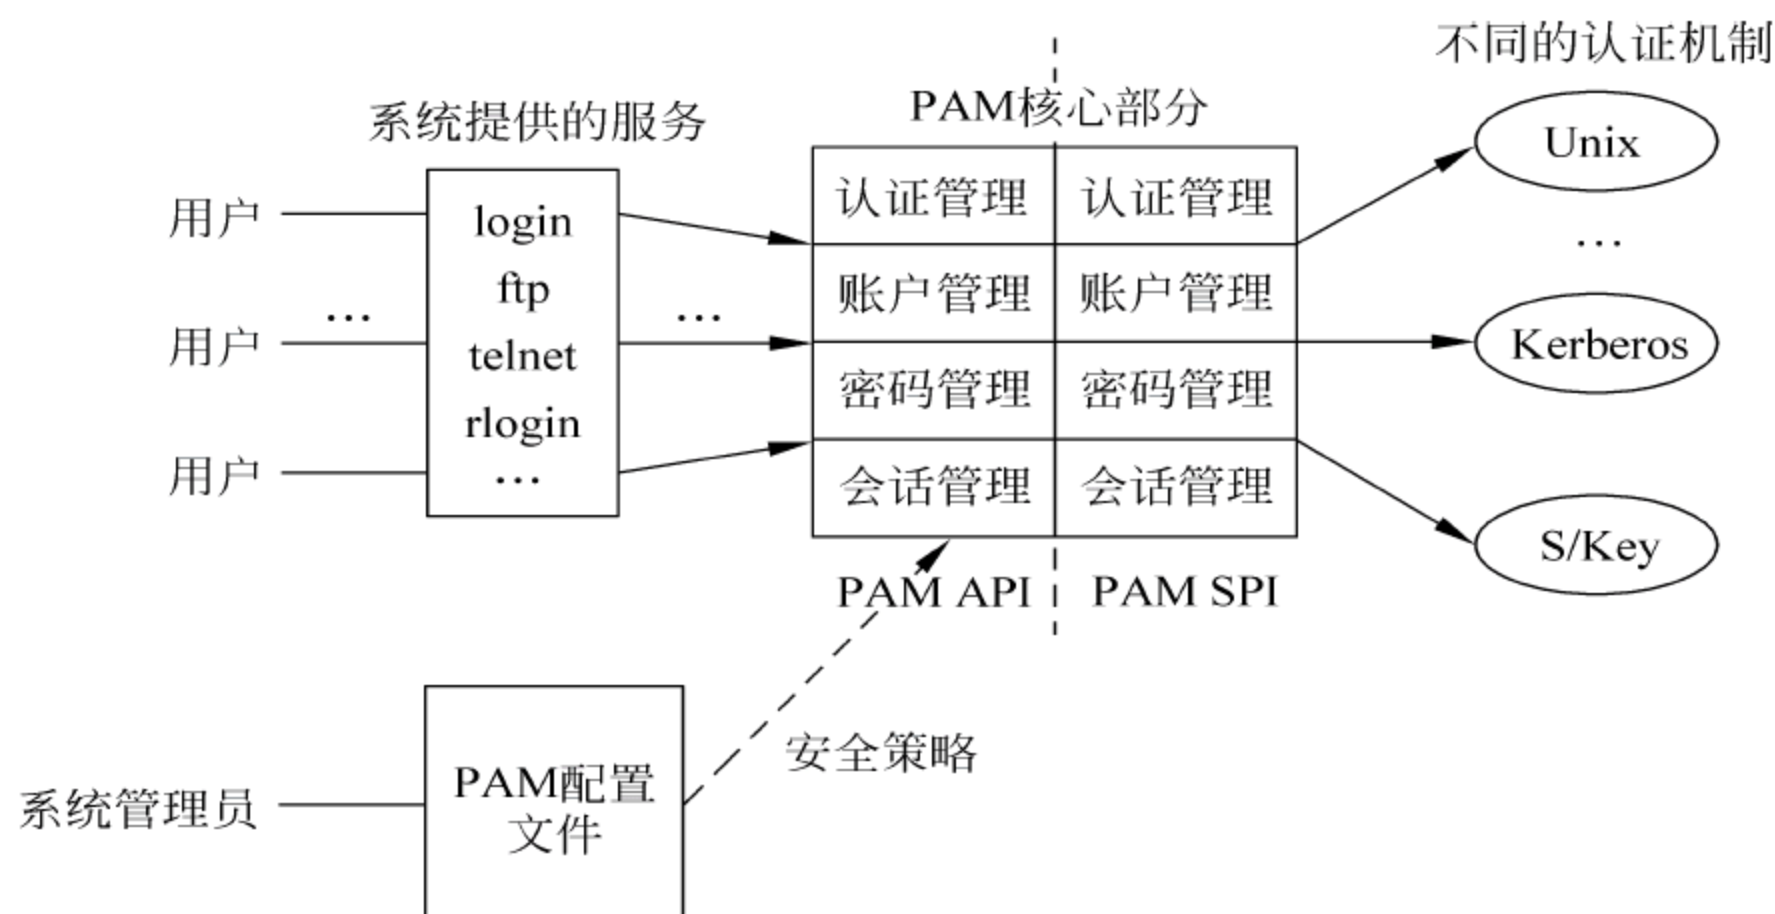 不同的认证机制
PAM核心部分
系统提供的服务
用户
…
用户
用户
login
ftp
telnet
rlogin
…
…
认证管理 认证管理
账户管理 账户管理
密码管理 密码管理
会话管理 会话管理
PAM API PAM SPI
Unix
…
Kerberos
S/Key
安全策略
系统管理员
PAM配置
文件